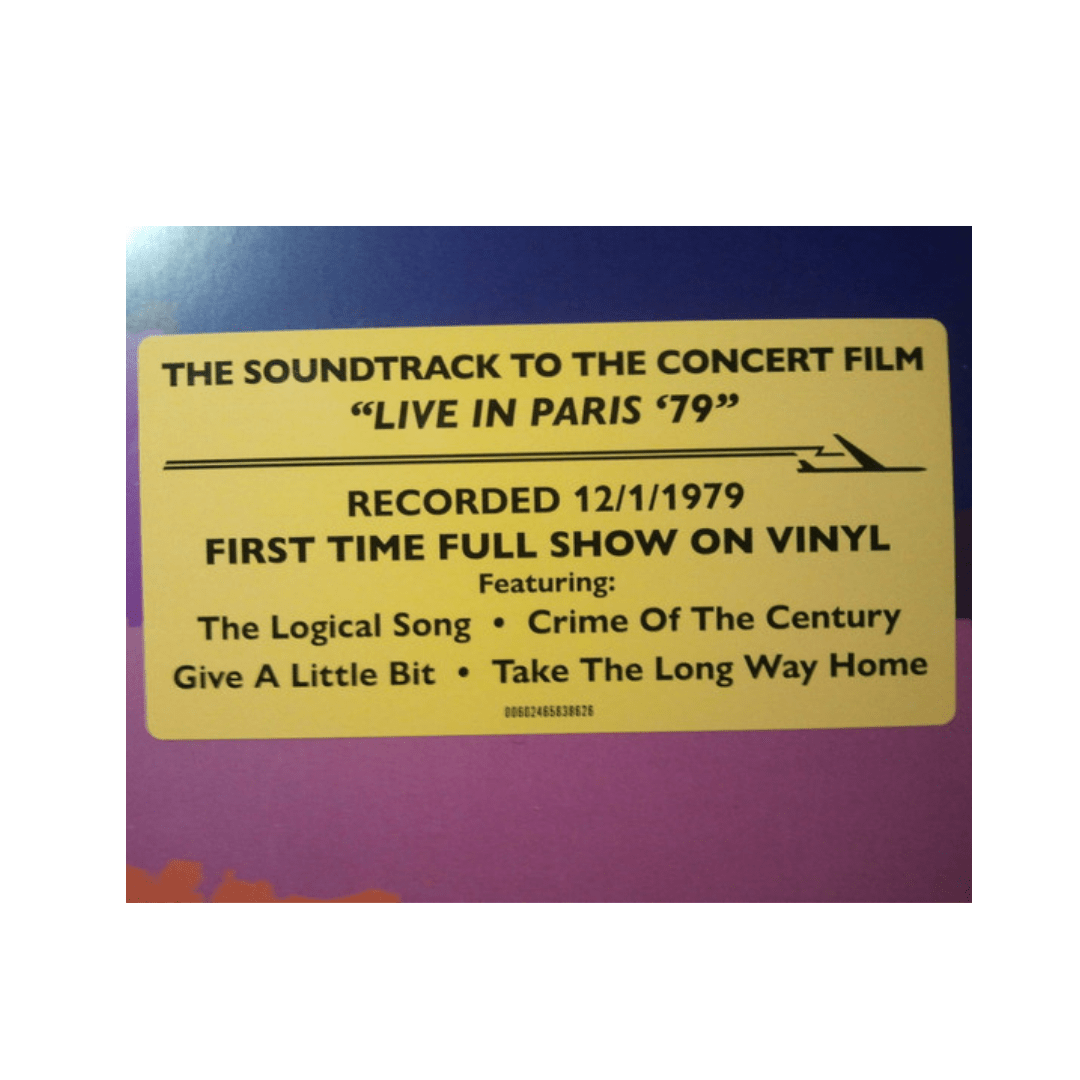 THE SOUNDTRACK TO THE CONCERT FILM
“LIVE IN PARIS ‘79”
RECORDED 12/1/1979
FIRST TIME FULL SHOW ON VINYL
Featuring:
The Logical Song • Crime Of The Century
Give A Little Bit • Take The Long Way Home
00602465838626